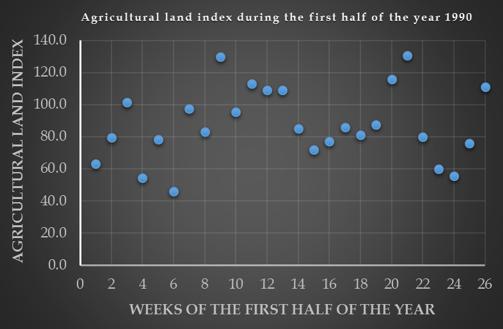 Agricultural land index during the first half of the year 1990
140.0
120.0
100.0
80.0
60.0
40.0
20.0
0.0
AGRICULTURAL LAND INDEX
0 2 4 6 8 10 12 14 16 18 20 22 24 26
WEEKS OF THE FIRST HALF OF THE YEAR